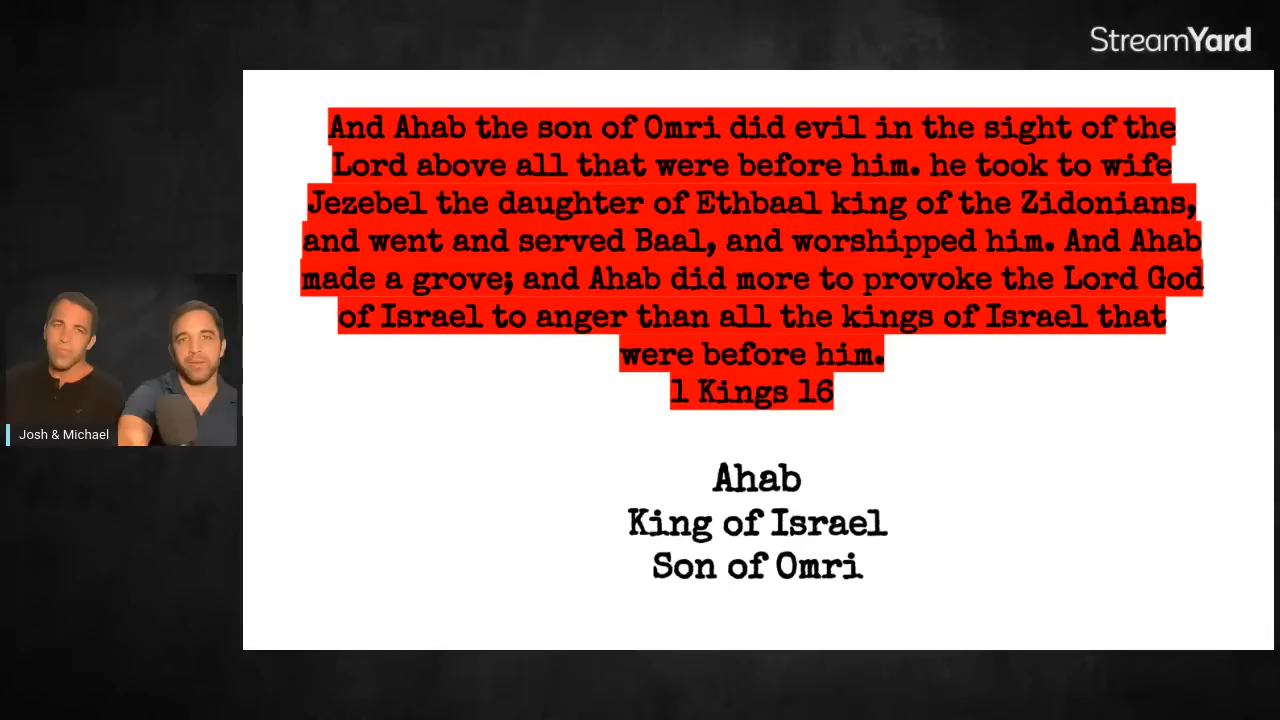 StreamYard
And Ahab the son of Omri did evil in the sight of the
Lord above all that were before him. he took to wife
Jezebel the daughter of Ethbaal king of the Zidonians,
and went and served Baal, and worshipped him. And Ahab
made a grove; and Ahab did more to provoke the Lord God
of Israel to anger than all the kings of Israel that
were before him.
1 Kings 16
Ahab
King of Israel
Son of Omri
Josh & Michael